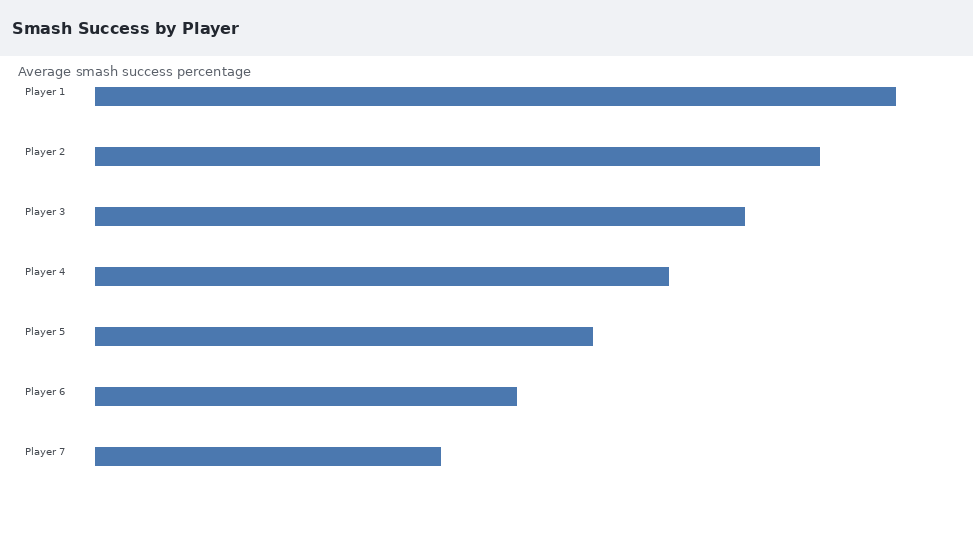 Smash Success by Player
Average smash success percentage
Player 1
Player 2
Player 3
Player 4
Player 5
Player 6
Player 7